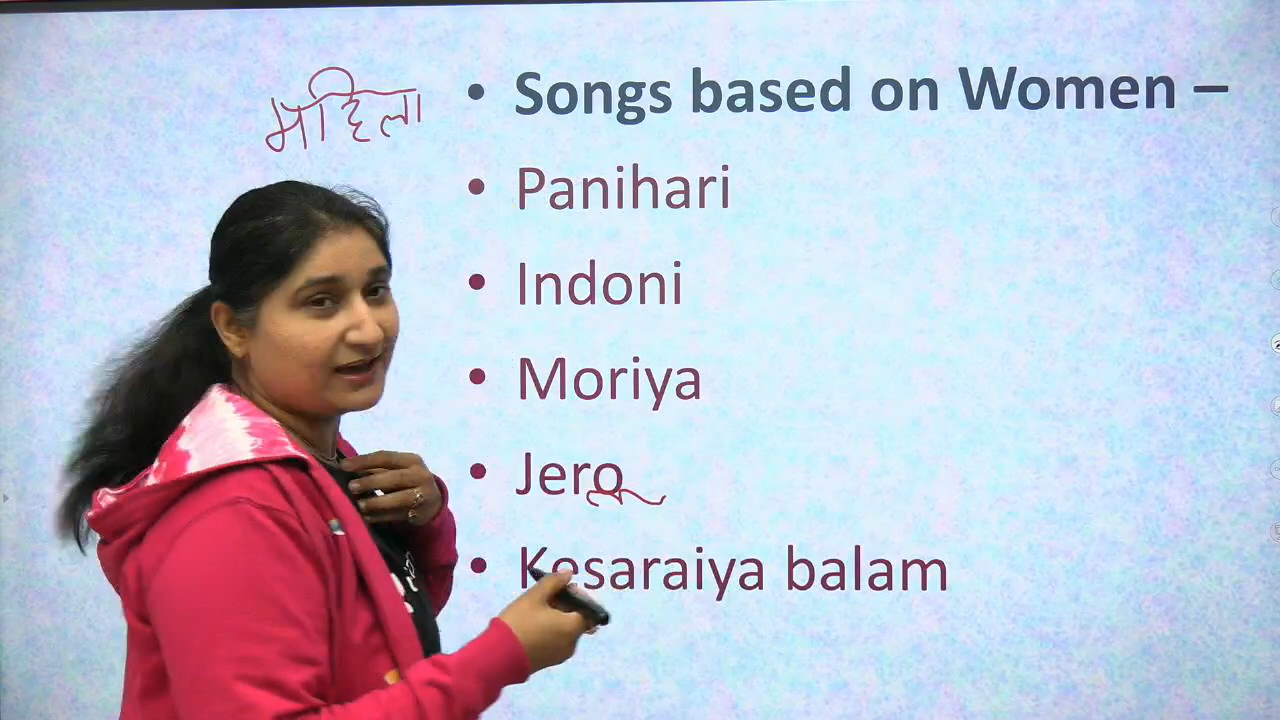 महिला
• Songs based on Women –
• Panihari
• Indoni
• Moriya
• Jero
• Kesaraiya balam